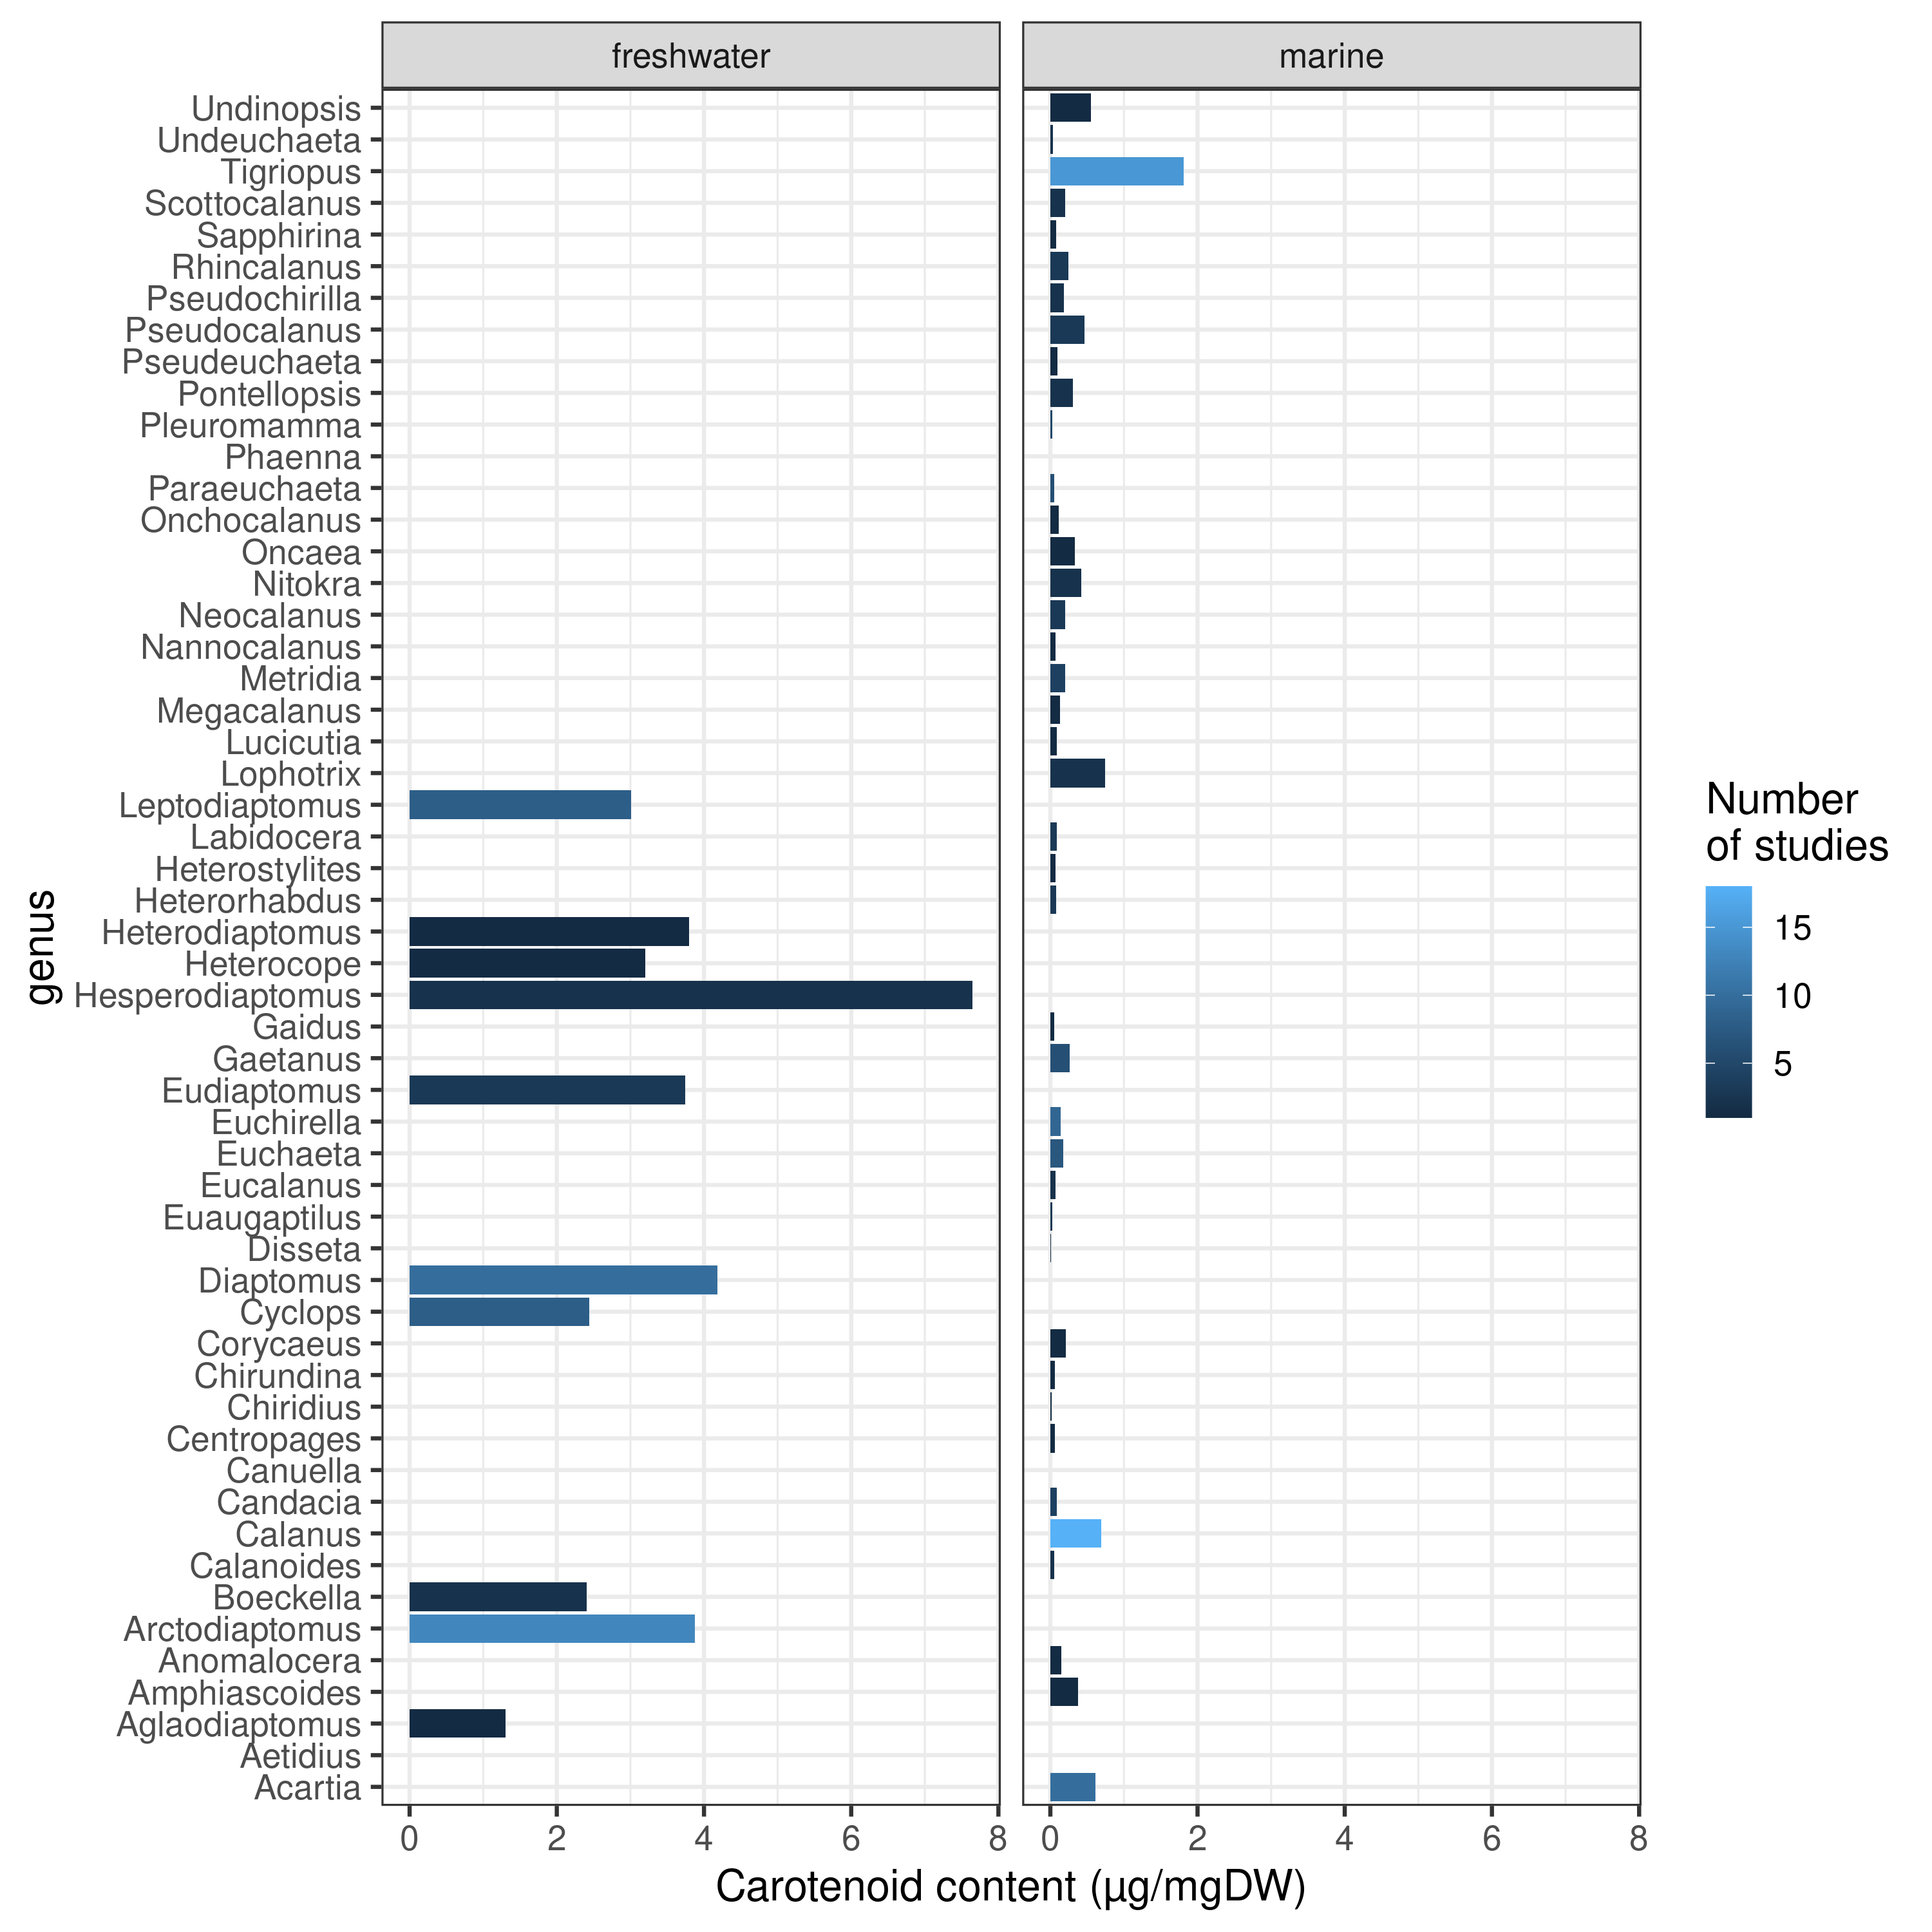 freshwater
marine
Undinopsis
Undeuchaeta
Tigriopus
Scottocalanus
Sapphirina
Rhincalanus
Pseudochirilla
Pseudocalanus
Pseudeuchaeta
Pontellopsis
Pleuromamma
Phaenna
Paraeuchaeta
Onchocalanus
Oncaea
Nitokra
Neocalanus
Nannocalanus
Metridia
Megacalanus
Lucicutia
Lophotrix
Leptodiaptomus
Labidocera
Heterostylites
Heterorhabdus
Heterodiaptomus
Heterocope
Hesperodiaptomus
Gaidus
Gaetanus
Eudiaptomus
Euchirella
Euchaeta
Eucalanus
Euaugaptilus
Disseta
Diaptomus
Cyclops
Corycaeus
Chirundina
Chiridius
Centropages
Canuella
Candacia
Calanus
Calanoides
Boeckella
Arctodiaptomus
Anomalocera
Amphiascoides
Aglaodiaptomus
Aetidius
Acartia
genus
0 2 4 6 8
0 2 4 6 8
Carotenoid content (µg/mgDW)
Number
of studies
15
10
5